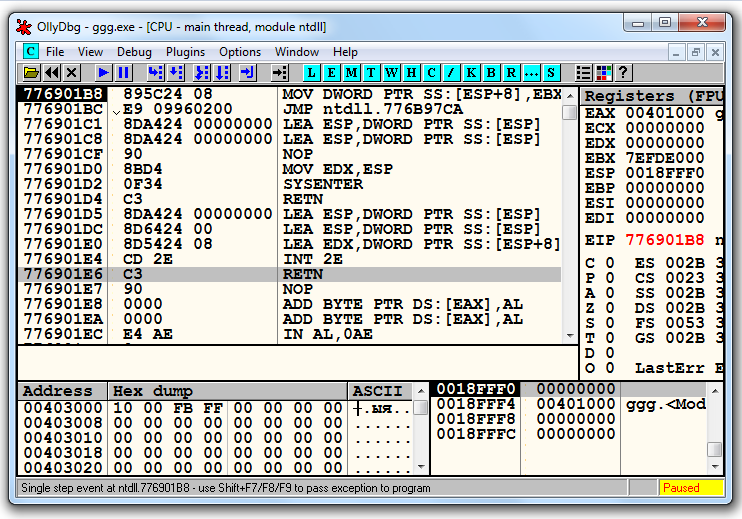 OllyDbg - ggg.exe - [CPU - main thread, module ntdll]
C File View Debug Plugins Options Window Help
L E M T W H C / K B R ... S ?
776901B8 895C24 08 MOV DWORD PTR SS:[ESP+8],EBX
776901BC E9 09960200 JMP ntdll.776B97CA
776901C1 8DA424 00000000 LEA ESP,DWORD PTR SS:[ESP]
776901C8 8DA424 00000000 LEA ESP,DWORD PTR SS:[ESP]
776901CF 90 NOP
776901D0 8BD4 MOV EDX,ESP
776901D2 0F34 SYSENTER
776901D4 C3 RETN
776901D5 8DA424 00000000 LEA ESP,DWORD PTR SS:[ESP]
776901DC 8D6424 00 LEA ESP,DWORD PTR SS:[ESP]
776901E0 8D5424 08 LEA EDX,DWORD PTR SS:[ESP+8]
776901E4 CD 2E INT 2E
776901E6 C3 RETN
776901E7 90 NOP
776901E8 0000 ADD BYTE PTR DS:[EAX],AL
776901EA 0000 ADD BYTE PTR DS:[EAX],AL
776901EC E4 AE IN AL,0AE
Registers (FPU
EAX 00401000 g
ECX 00000000
EDX 00000000
EBX 7EFDE000
ESP 0018FFF0
EBP 00000000
ESI 00000000
EDI 00000000
EIP 776901B8 n
C 0 ES 002B 3
P 0 CS 0023 3
A 0 SS 002B 3
Z 0 DS 002B 3
S 0 FS 0053 3
T 0 GS 002B 3
D 0
O 0 LastErr E
Address Hex dump ASCII
00403000 10 00 FB FF 00 00 00 00 .ыя..
00403008 00 00 00 00 00 00 00 00 ......
00403010 00 00 00 00 00 00 00 00 ......
00403018 00 00 00 00 00 00 00 00 ......
00403020 00 00 00 00 00 00 00 00 ......
0018FFF0 00000000
0018FFF4 00401000 ggg.<Mod
0018FFF8 00000000
0018FFFC 00000000
Single step event at ntdll.776901B8 - use Shift+F7/F8/F9 to pass exception to program
Paused